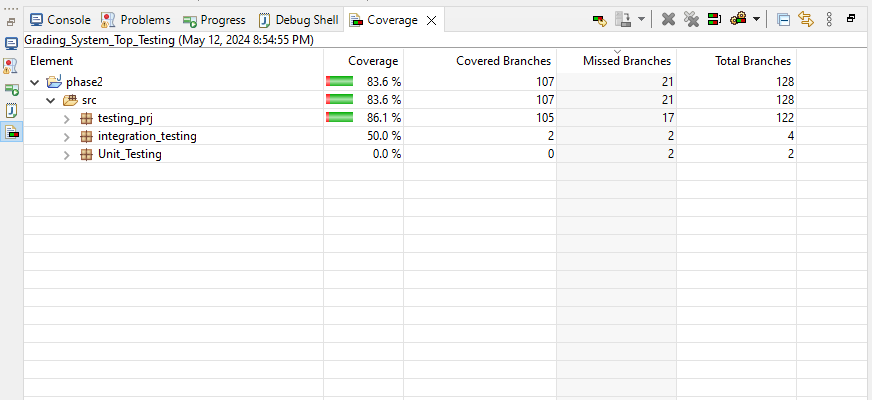 Console Problems Progress Debug Shell Coverage
Grading_System_Top_Testing (May 12, 2024 8:54:55 PM)
Element Coverage Covered Branches Missed Branches Total Branches
phase2 83.6 % 107 21 128
src 83.6 % 107 21 128
testing_prj 86.1 % 105 17 122
integration_testing 50.0 % 2 2 4
Unit_Testing 0.0 % 0 2 2